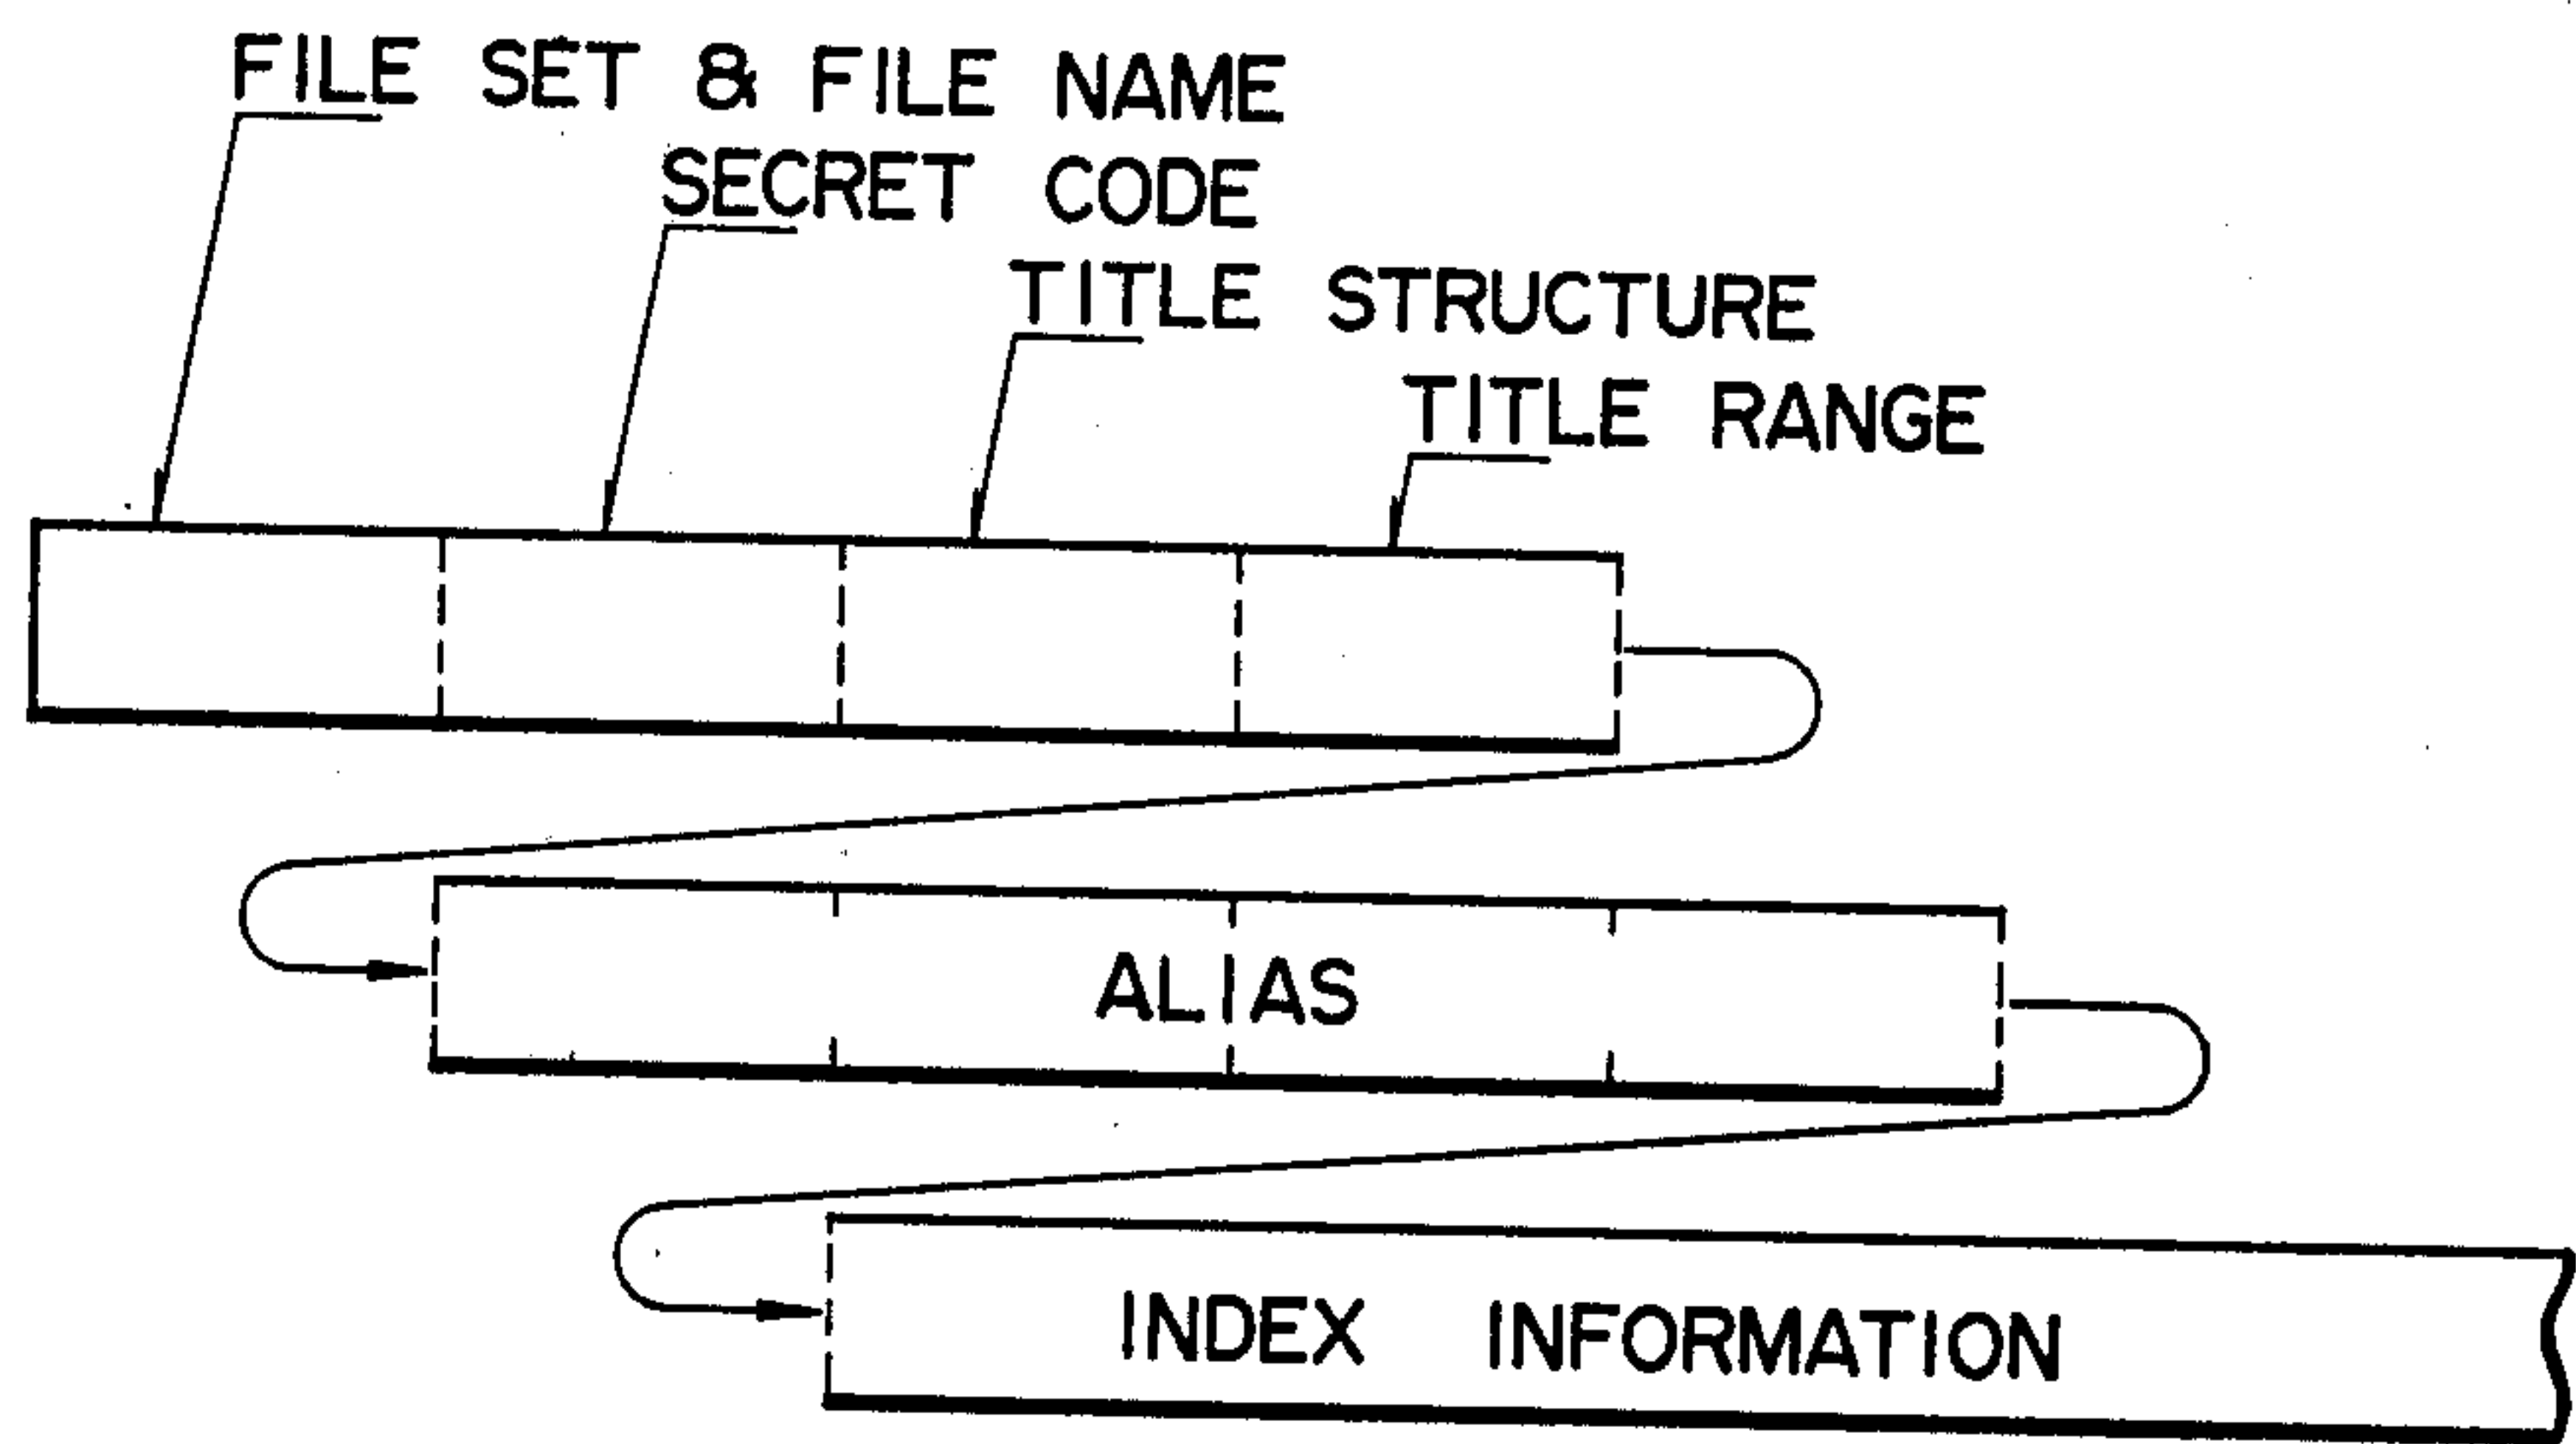 FILE SET & FILE NAME
SECRET CODE
TITLE STRUCTURE
TITLE RANGE
ALIAS
INDEX INFORMATION